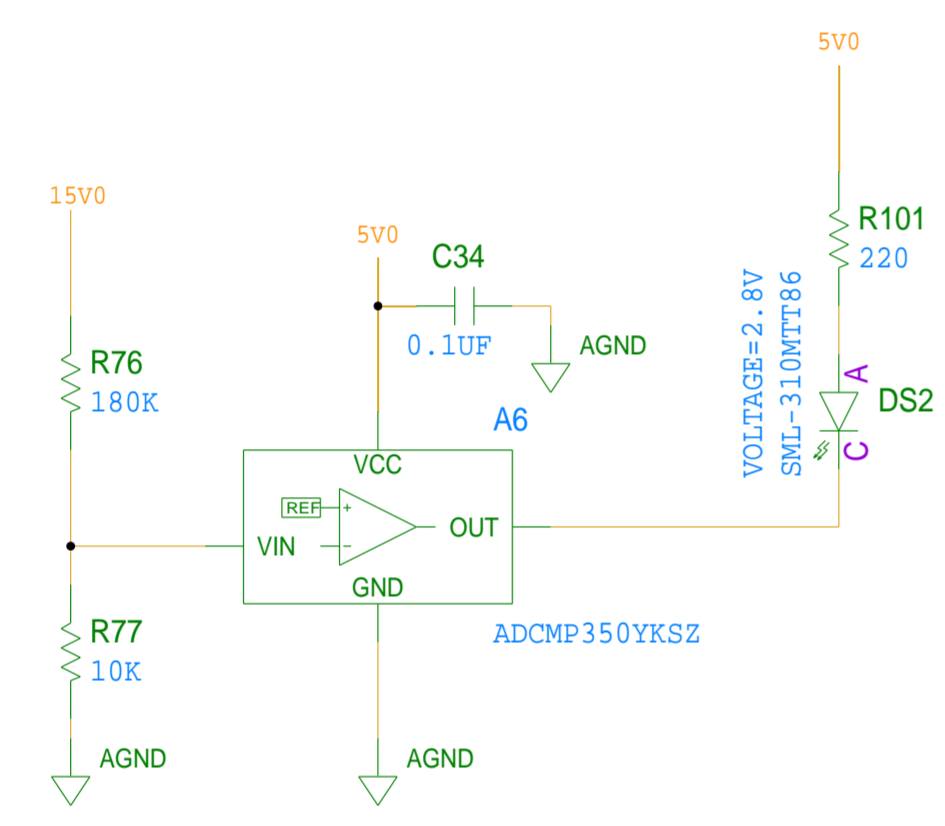 5V0
15V0
R101
220
5V0
C34
0.1UF
AGND
VOLTAGE=2.8V
SML-310MTT86
A
DS2
C
R76
180K
A6
VCC
REF
+
-
VIN
OUT
GND
ADCMP350YKSZ
R77
10K
AGND
AGND